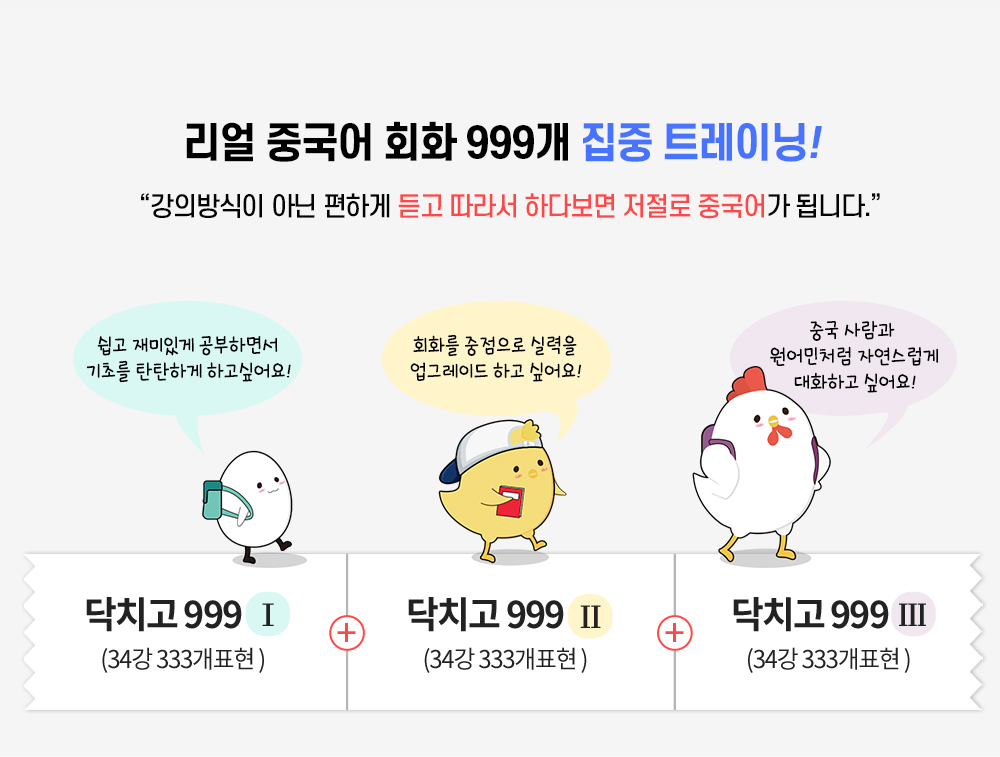 리얼 중국어 회화 999개 집중 트레이닝!
“강의방식이 아닌 편하게 듣고 따라서 하다보면 저절로 중국어가 됩니다.”
쉽고 재미있게 공부하면서
기초를 탄탄하게 하고싶어요!
회화를 중점으로 실력을
업그레이드 하고 싶어요!
중국 사람과
원어민처럼 자연스럽게
대화하고 싶어요!
닥치고 999 I
(34강 333개표현 )
+
닥치고 999 II
(34강 333개표현 )
+
닥치고 999 III
(34강 333개표현 )